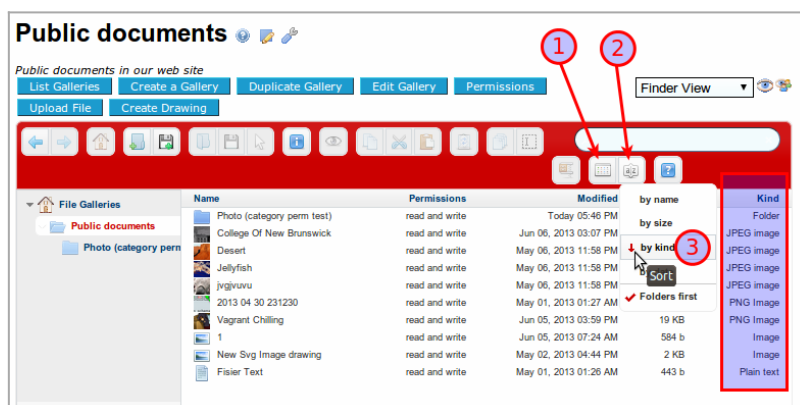 Public documents
1
2
Public documents in our web site
List Galleries Create a Gallery Duplicate Gallery Edit Gallery Permissions
Finder View
Upload File Create Drawing
File Galleries
Public documents
Photo (category perm
Name Permissions Modified Kind
Photo (category perm test) read and write Today 05:46 PM Folder
College Of New Brunswick read and write Jun 06, 2013 03:07 PM JPEG image
Desert read and write May 06, 2013 11:58 PM JPEG image
Jellyfish read and write May 06, 2013 11:58 PM JPEG image
jvgjvuvu read and write May 06, 2013 11:58 PM JPEG image
2013 04 30 231230 read and write May 01, 2013 01:27 AM PNG Image
Vagrant Chilling read and write Jun 05, 2013 03:59 PM 19 KB PNG Image
1 read and write Jun 05, 2013 07:24 AM 584 b Image
New Svg Image drawing read and write May 02, 2013 04:44 PM 2 KB Image
Fisier Text read and write May 01, 2013 01:26 AM 443 b Plain text
by name
by size
by kind
3
Sort
Folders first